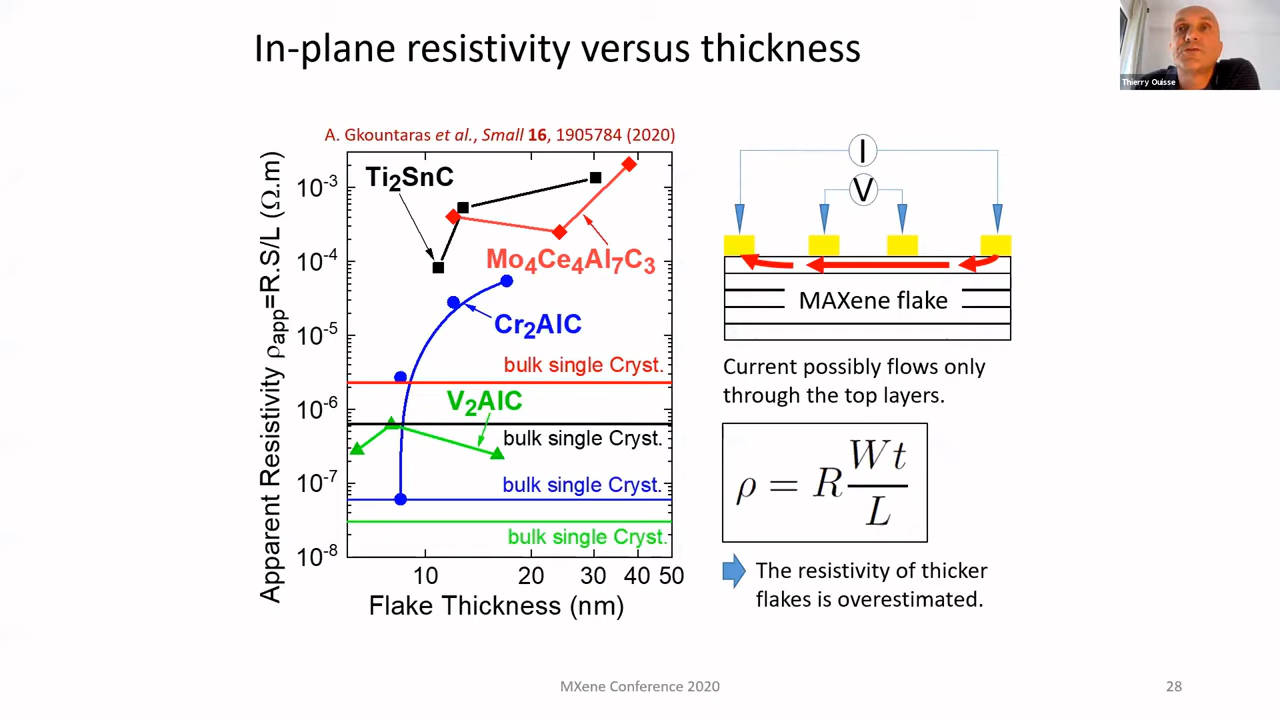 In-plane resistivity versus thickness
Thierry Ouisse
A. Gkountaras et al., Small 16, 1905784 (2020)
Apparent Resistivity ρapp=R.S/L (Ω.m)
10⁻³
10⁻⁴
10⁻⁵
10⁻⁶
10⁻⁷
10⁻⁸
Ti₂SnC
Mo₄Ce₄Al₇C₃
Cr₂AlC
bulk single Cryst.
V₂AlC
bulk single Cryst.
bulk single Cryst.
bulk single Cryst.
10 20 30 40 50
Flake Thickness (nm)
I
V
MAXene flake
Current possibly flows only
through the top layers.
ρ = R Wt/L
The resistivity of thicker
flakes is overestimated.
MXene Conference 2020
28